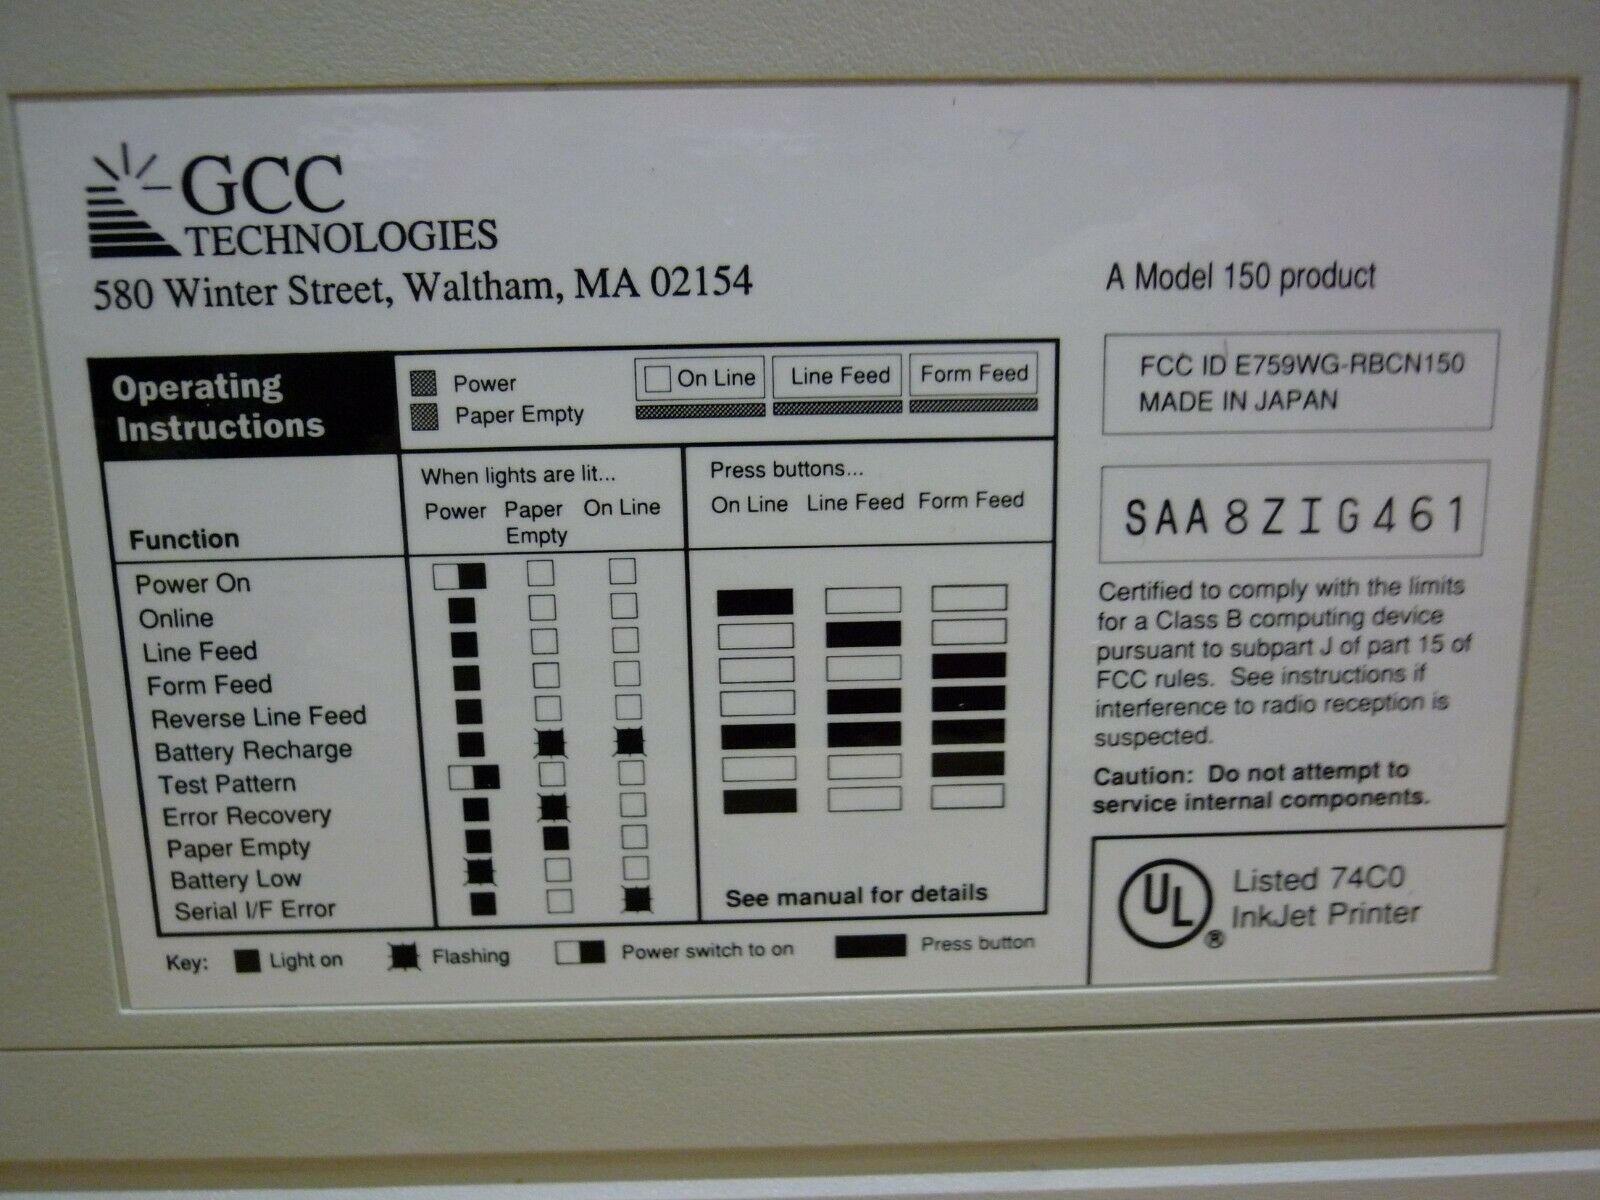 GCC
TECHNOLOGIES
580 Winter Street, Waltham, MA 02154
A Model 150 product
FCC ID E759WG-RBCN150
MADE IN JAPAN
SAA8ZIG461
Certified to comply with the limits
for a Class B computing device
pursuant to subpart J of part 15 of
FCC rules. See instructions if
interference to radio reception is
suspected.
Caution: Do not attempt to
service internal components.
UL ®
Listed 74C0
InkJet Printer
Operating
Instructions
Power
Paper Empty
On Line
Line Feed
Form Feed
Function
When lights are lit...
Power Paper Empty On Line
Press buttons...
On Line Line Feed Form Feed
Power On
Online
Line Feed
Form Feed
Reverse Line Feed
Battery Recharge
Test Pattern
Error Recovery
Paper Empty
Battery Low
Serial I/F Error
See manual for details
Key: Light on Flashing Power switch to on Press button